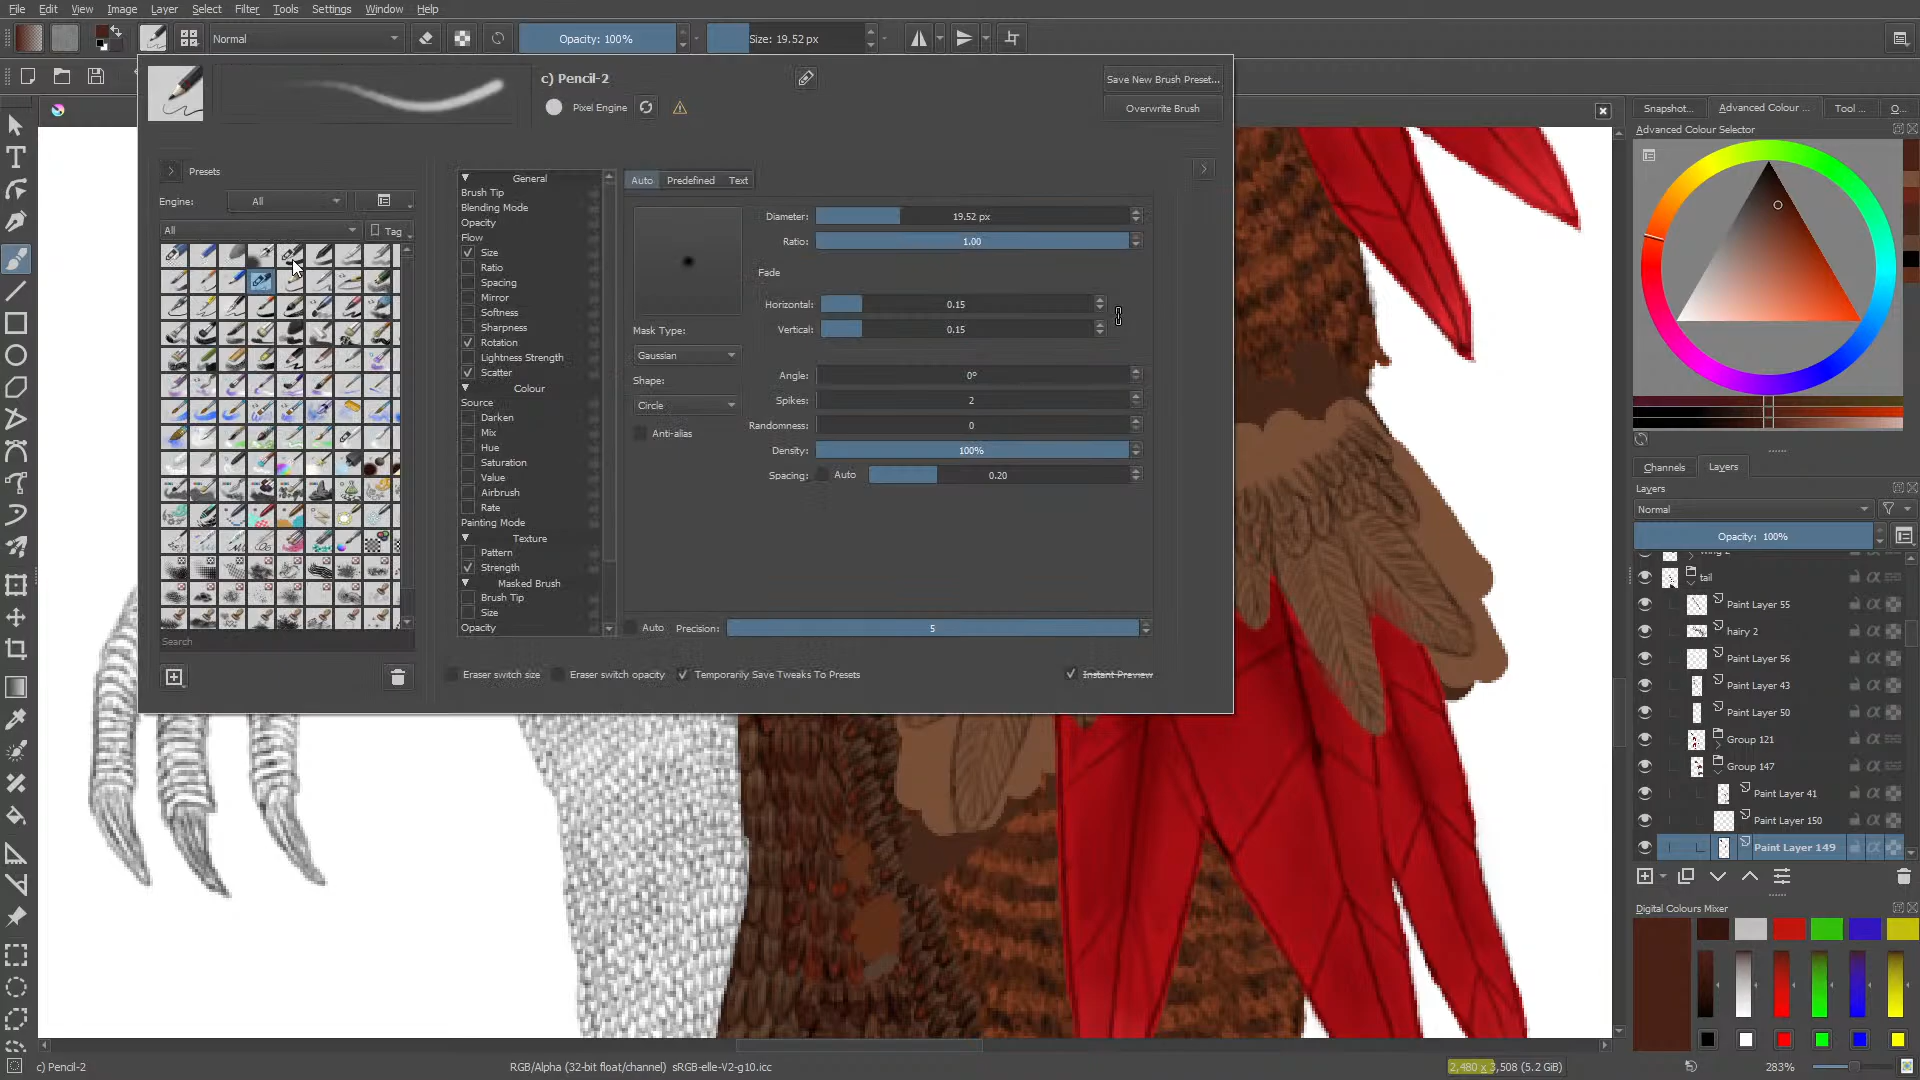 File Edit View Image Layer Select Filter Tools Settings Window Help
Normal
Opacity: 100%
Size: 19.52 px
c) Pencil-2
Pixel Engine
Save New Brush Preset...
Overwrite Brush
Presets
Engine: All
All
Tag
Search
General
Brush Tip
Blending Mode
Opacity
Flow
Size
Ratio
Spacing
Mirror
Softness
Sharpness
Rotation
Lightness Strength
Scatter
Colour
Source
Darken
Mix
Hue
Saturation
Value
Airbrush
Rate
Painting Mode
Texture
Pattern
Strength
Masked Brush
Brush Tip
Size
Opacity
Auto Predefined Text
Mask Type:
Gaussian
Shape:
Circle
Anti-alias
Diameter: 19.52 px
Ratio: 1.00
Fade
Horizontal: 0.15
Vertical: 0.15
Angle: 0°
Spikes: 2
Randomness: 0
Density: 100%
Spacing: Auto 0.20
Auto Precision: 5
Eraser switch size Eraser switch opacity Temporarily Save Tweaks To Presets Instant Preview
Snapshot... Advanced Colour ... Tool ... O...
Advanced Colour Selector
Channels Layers
Layers
Normal
Opacity: 100%
wing 2
tail
Paint Layer 55
hairy 2
Paint Layer 56
Paint Layer 43
Paint Layer 50
Group 121
Group 147
Paint Layer 41
Paint Layer 150
Paint Layer 149
Digital Colours Mixer
c) Pencil-2
RGB/Alpha (32-bit float/channel) sRGB-elle-V2-g10.icc
2,480 x 3,508 (5.2 GiB)
283%